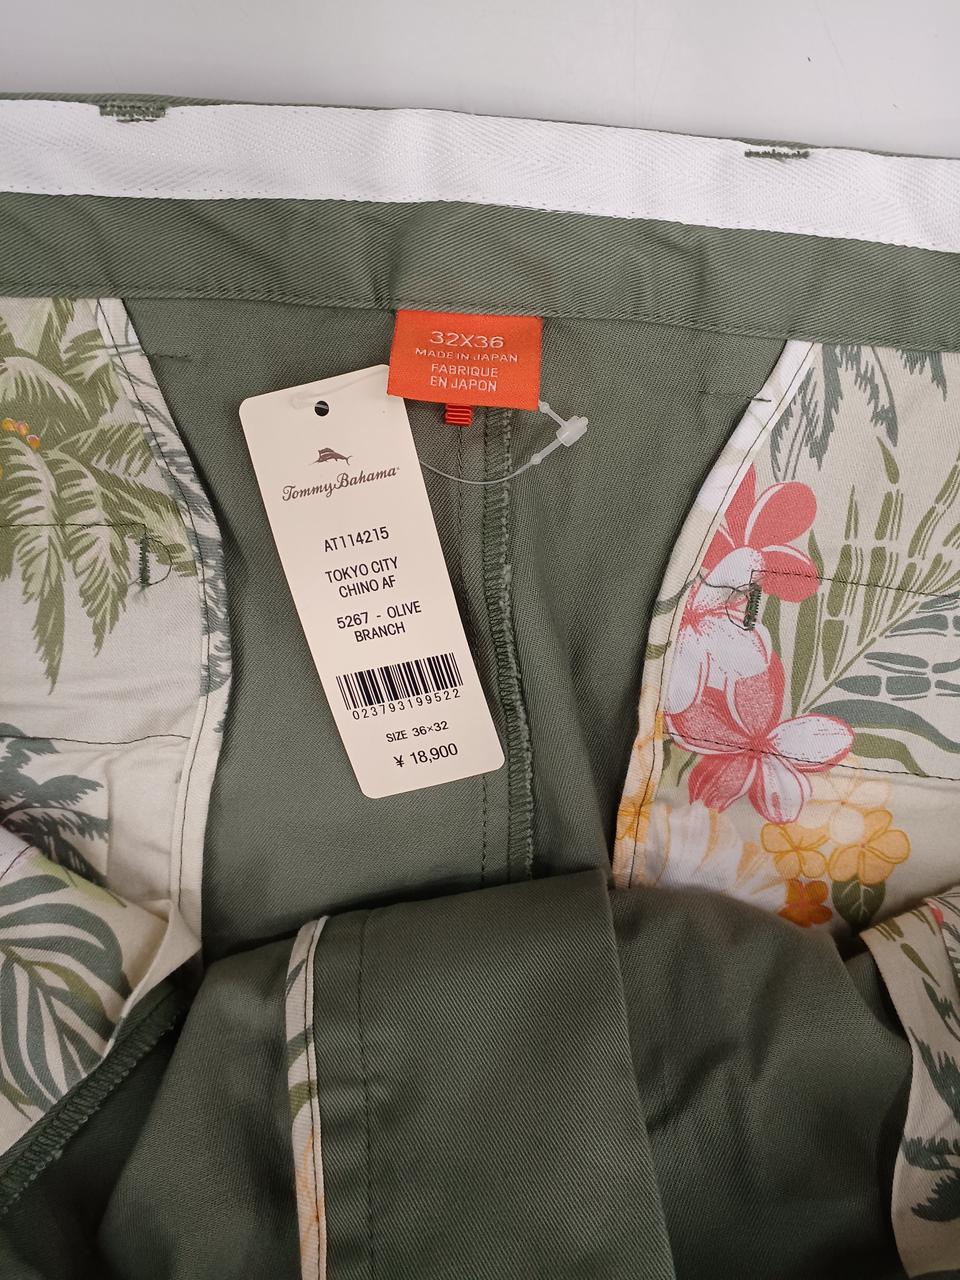 32X36
MADE IN JAPAN
FABRIQUE
EN JAPON
Tommy Bahama
AT114215
TOKYO CITY
CHINO AF
5267 - OLIVE
BRANCH
023793199522
SIZE 36×32
¥ 18,900